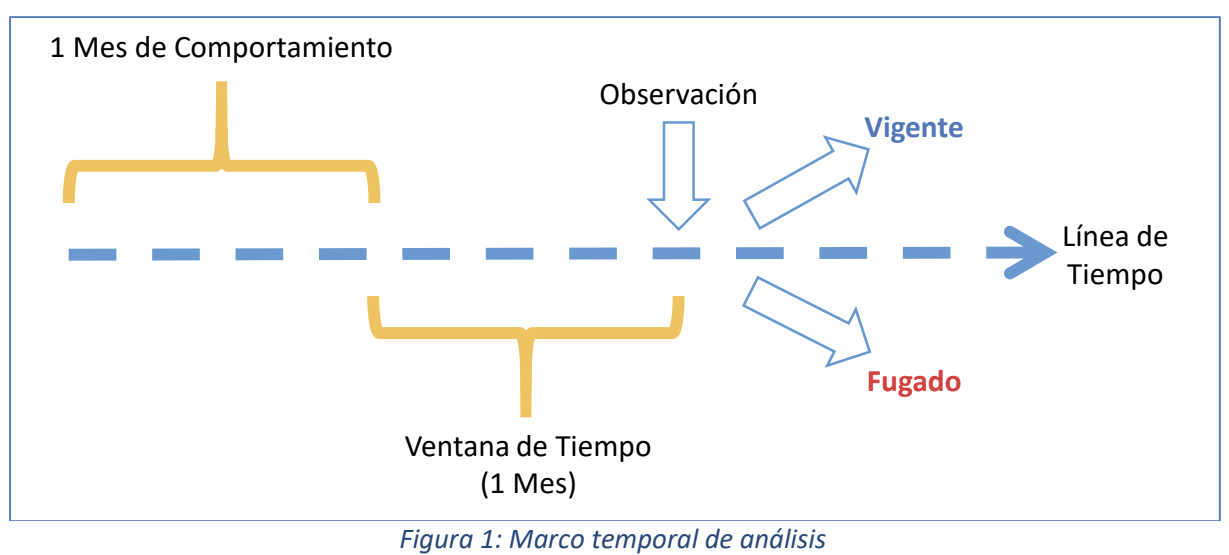 1 Mes de Comportamiento
Observación
Vigente
Línea de
Tiempo
Fugado
Ventana de Tiempo
(1 Mes)
Figura 1: Marco temporal de análisis